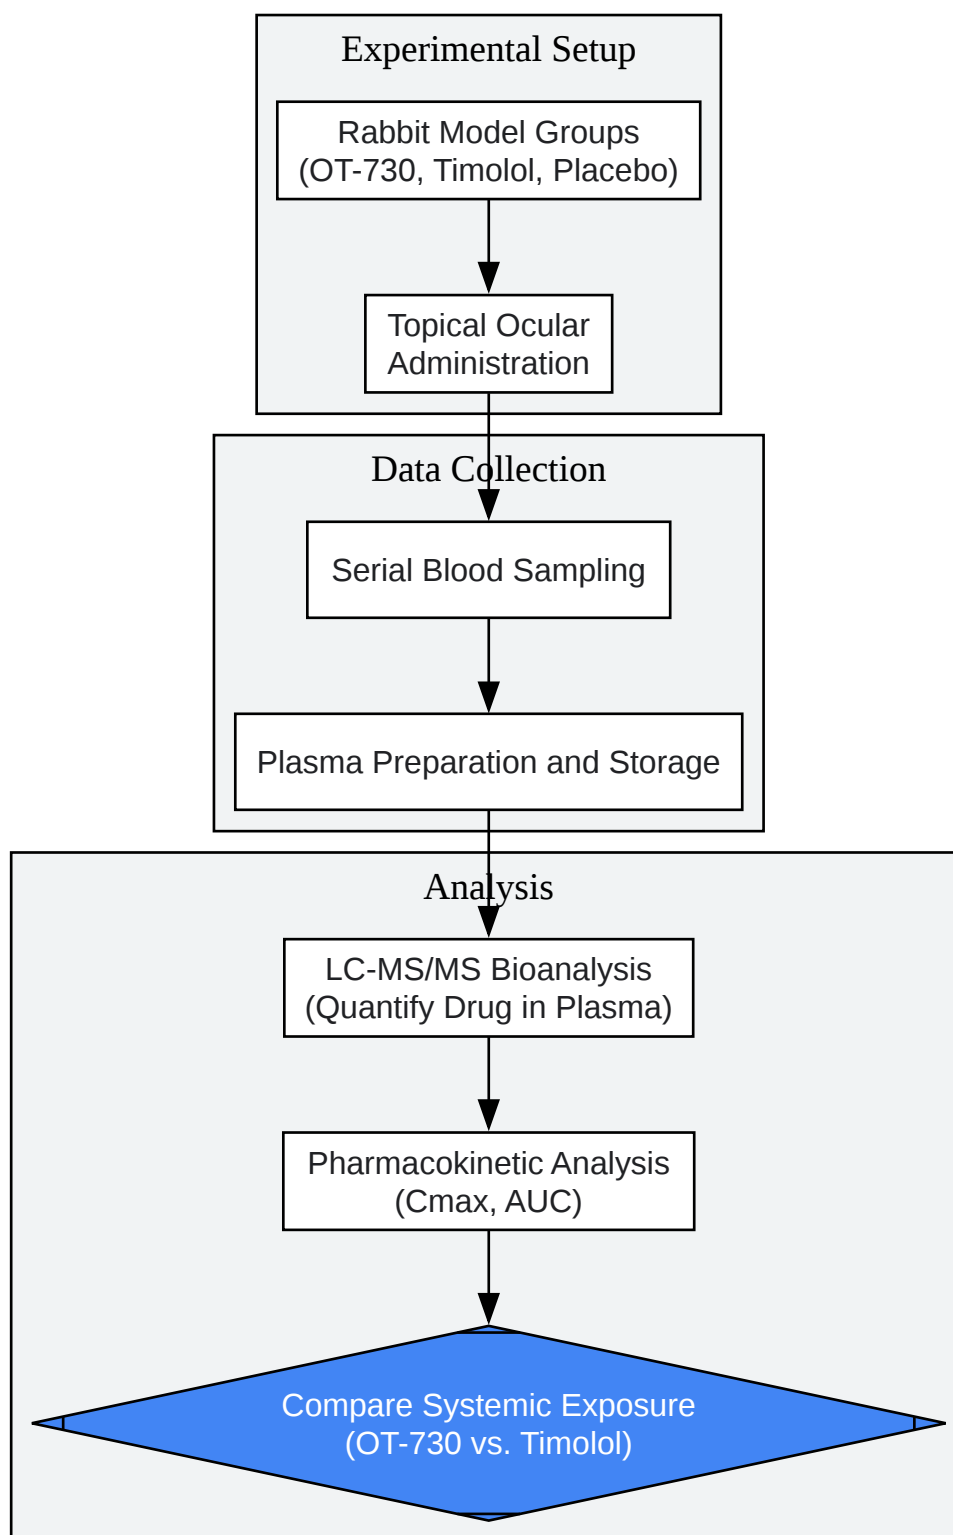 Experimental Setup
Rabbit Model Groups
(OT-730, Timolol, Placebo)
Topical Ocular
Administration
Data Collection
Serial Blood Sampling
Plasma Preparation and Storage
Analysis
LC-MS/MS Bioanalysis
(Quantify Drug in Plasma)
Pharmacokinetic Analysis
(Cmax, AUC)
Compare Systemic Exposure
(OT-730 vs. Timolol)